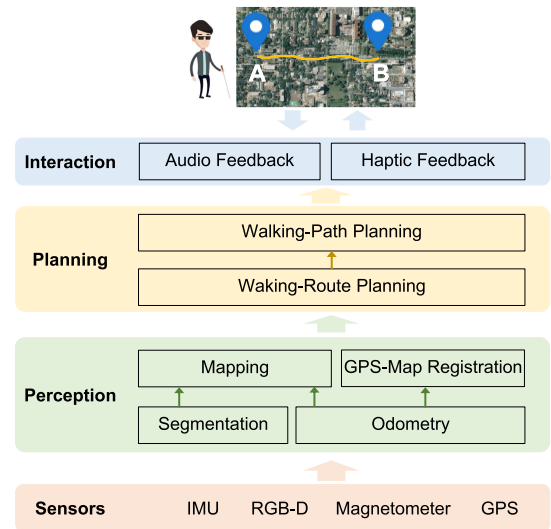 A B
Interaction Audio Feedback Haptic Feedback
Walking-Path Planning
Planning
Waking-Route Planning
Mapping GPS-Map Registration
Perception
Segmentation Odometry
Sensors IMU RGB-D Magnetometer GPS